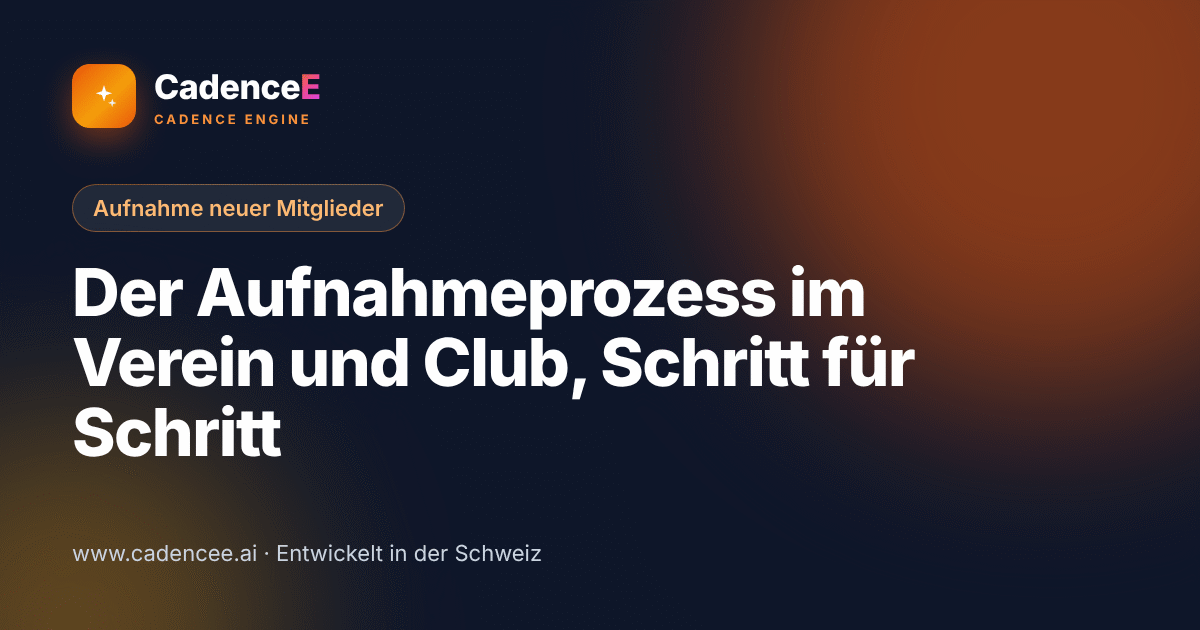 CadenceE
CADENCE ENGINE
Aufnahme neuer Mitglieder
Der Aufnahmeprozess im
Verein und Club, Schritt für
Schritt
www.cadencee.ai · Entwickelt in der Schweiz